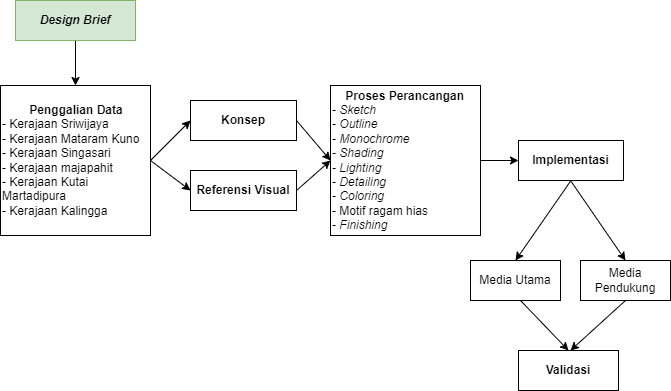 Design Brief
Penggalian Data
- Kerajaan Sriwijaya
- Kerajaan Mataram Kuno
- Kerajaan Singasari
- Kerajaan majapahit
- Kerajaan Kutai
Martadipura
- Kerajaan Kalingga
Konsep
Referensi Visual
Proses Perancangan
- Sketch
- Outline
- Monochrome
- Shading
- Lighting
- Detailing
- Coloring
- Motif ragam hias
- Finishing
Implementasi
Media Utama
Media
Pendukung
Validasi